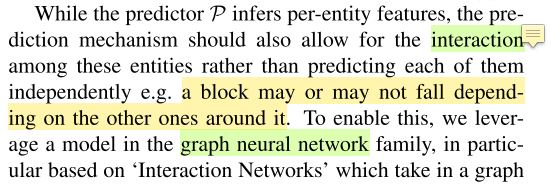 While the predictor 𝒫 infers per-entity features, the pre-
diction mechanism should also allow for the interaction
among these entities rather than predicting each of them
independently e.g. a block may or may not fall depend-
ing on the other ones around it. To enable this, we lever-
age a model in the graph neural network family, in partic-
ular based on ‘Interaction Networks’ which take in a graph